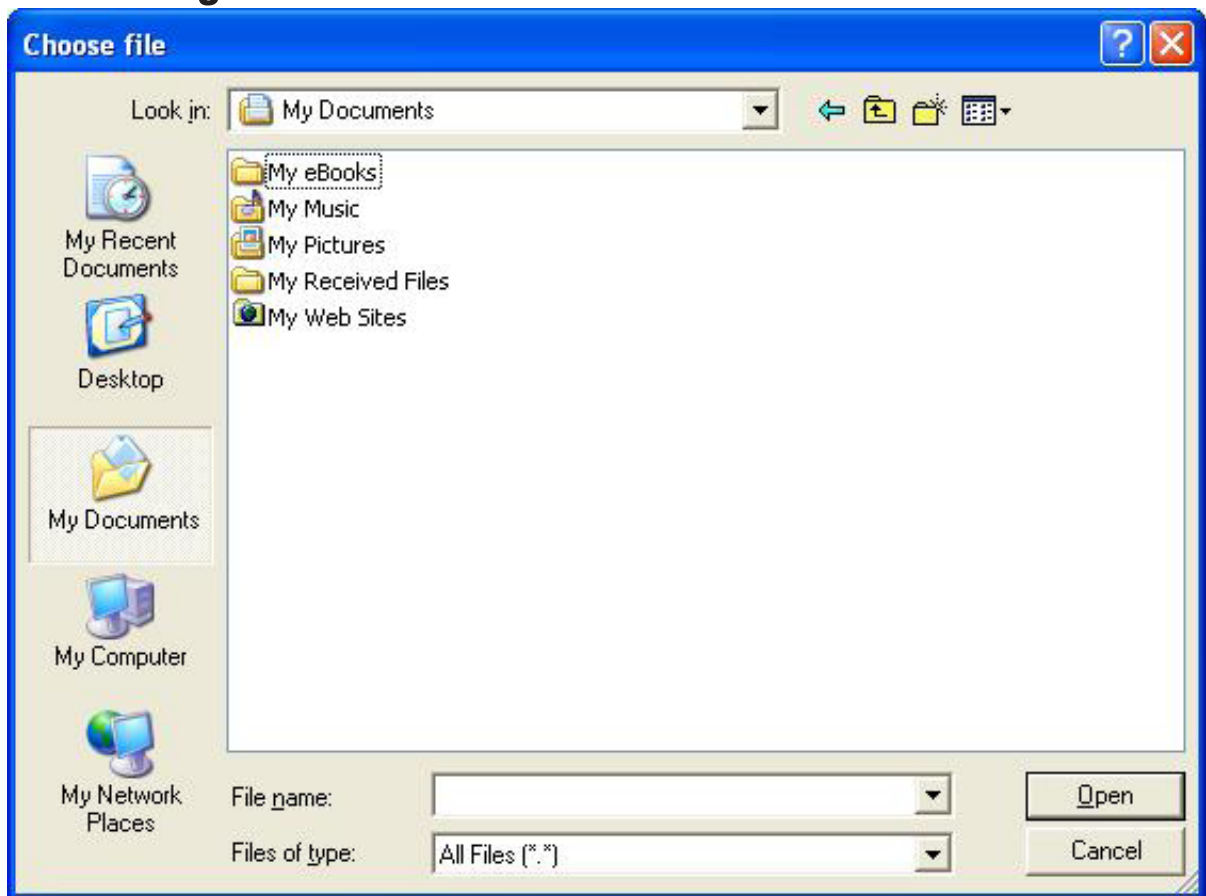 Choose file
?
Look in:
My Documents
My eBooks
My Music
My Pictures
My Received Files
My Web Sites
My Recent
Documents
Desktop
My Documents
My Computer
My Network
Places
File name:
Open
Files of type:
All Files (*.*)
Cancel